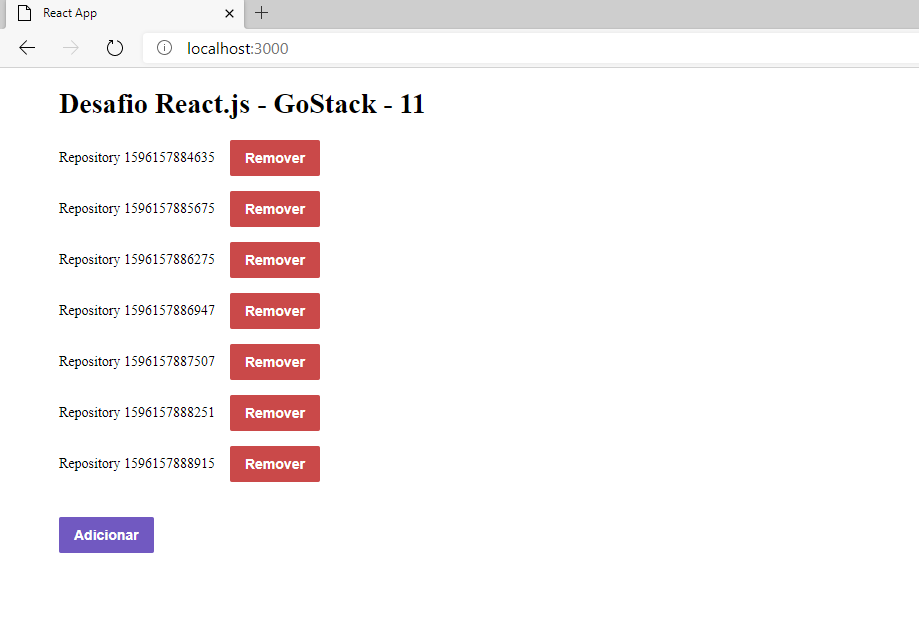 React App
localhost:3000
Desafio React.js - GoStack - 11
Repository 1596157884635 Remover
Repository 1596157885675 Remover
Repository 1596157886275 Remover
Repository 1596157886947 Remover
Repository 1596157887507 Remover
Repository 1596157888251 Remover
Repository 1596157888915 Remover
Adicionar